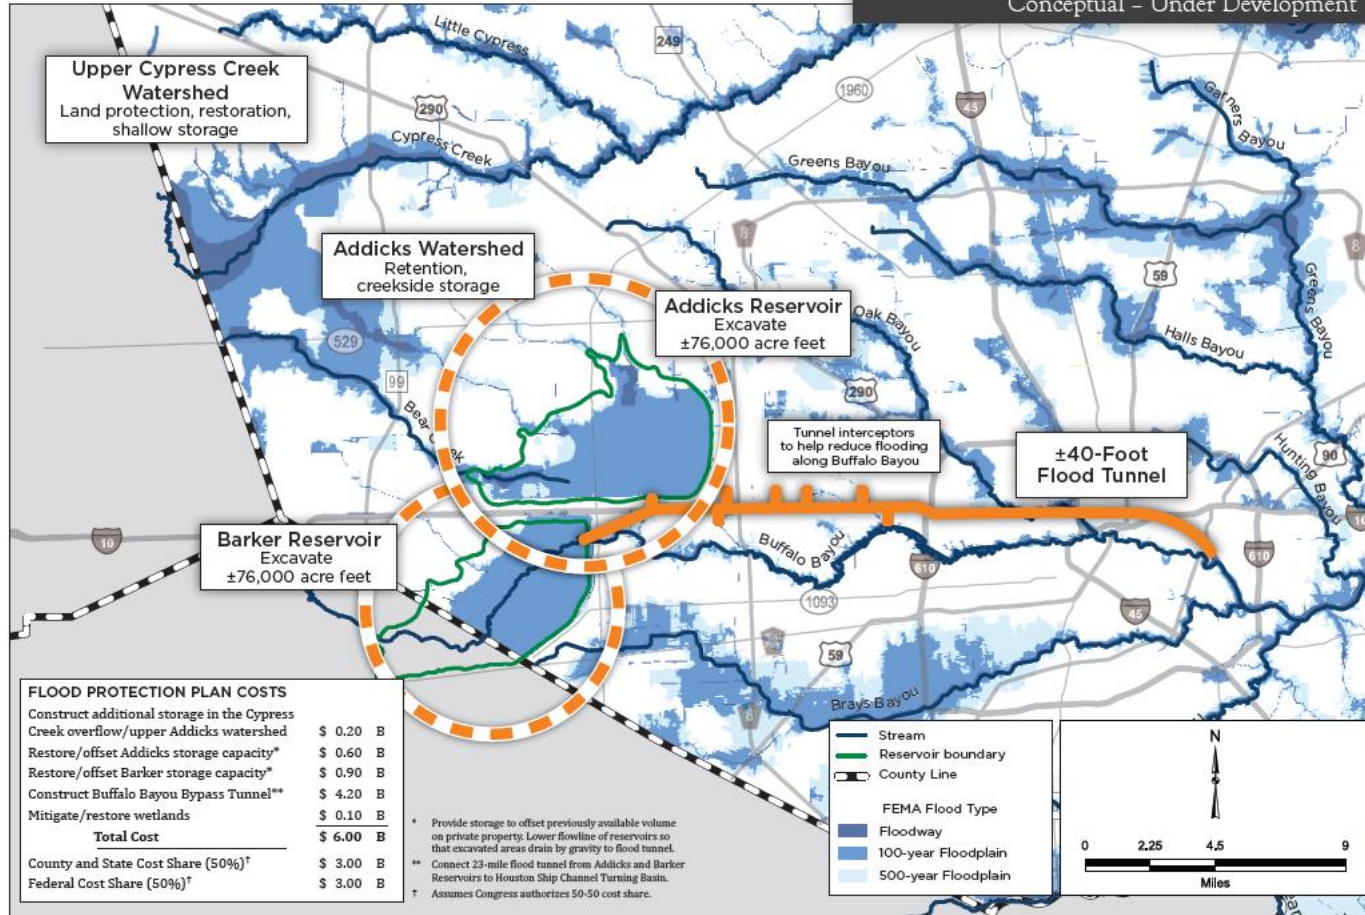 Conceptual – Under Development
Little Cypress
249
Upper Cypress Creek
Watershed
Land protection, restoration,
shallow storage
290
1960
45
Garners
Bayou
Cypress Creek
Greens Bayou
8
8
Addicks Watershed
Retention,
creekside storage
59
Greens Bayou
Addicks Reservoir
Excavate
±76,000 acre feet
Oak Bayou
Halls Bayou
529
99
290
Bear Creek
Tunnel interceptors
to help reduce flooding
along Buffalo Bayou
±40-Foot
Flood Tunnel
Hunting Bayou
90
10
10
Barker Reservoir
Excavate
±76,000 acre feet
Buffalo Bayou
610
610
1093
45
59
Brays Bayou
8
FLOOD PROTECTION PLAN COSTS
Construct additional storage in the Cypress
Creek overflow/upper Addicks watershed $ 0.20 B
Restore/offset Addicks storage capacity* $ 0.60 B
Restore/offset Barker storage capacity* $ 0.90 B
Construct Buffalo Bayou Bypass Tunnel** $ 4.20 B
Mitigate/restore wetlands $ 0.10 B
Total Cost $ 6.00 B
County and State Cost Share (50%)† $ 3.00 B
Federal Cost Share (50%)† $ 3.00 B
* Provide storage to offset previously available volume
on private property. Lower flowline of reservoirs so
that excavated areas drain by gravity to flood tunnel.
** Connect 23-mile flood tunnel from Addicks and Barker
Reservoirs to Houston Ship Channel Turning Basin.
† Assumes Congress authorizes 50-50 cost share.
Stream
Reservoir boundary
County Line
FEMA Flood Type
Floodway
100-year Floodplain
500-year Floodplain
N
0 2.25 4.5 9
Miles